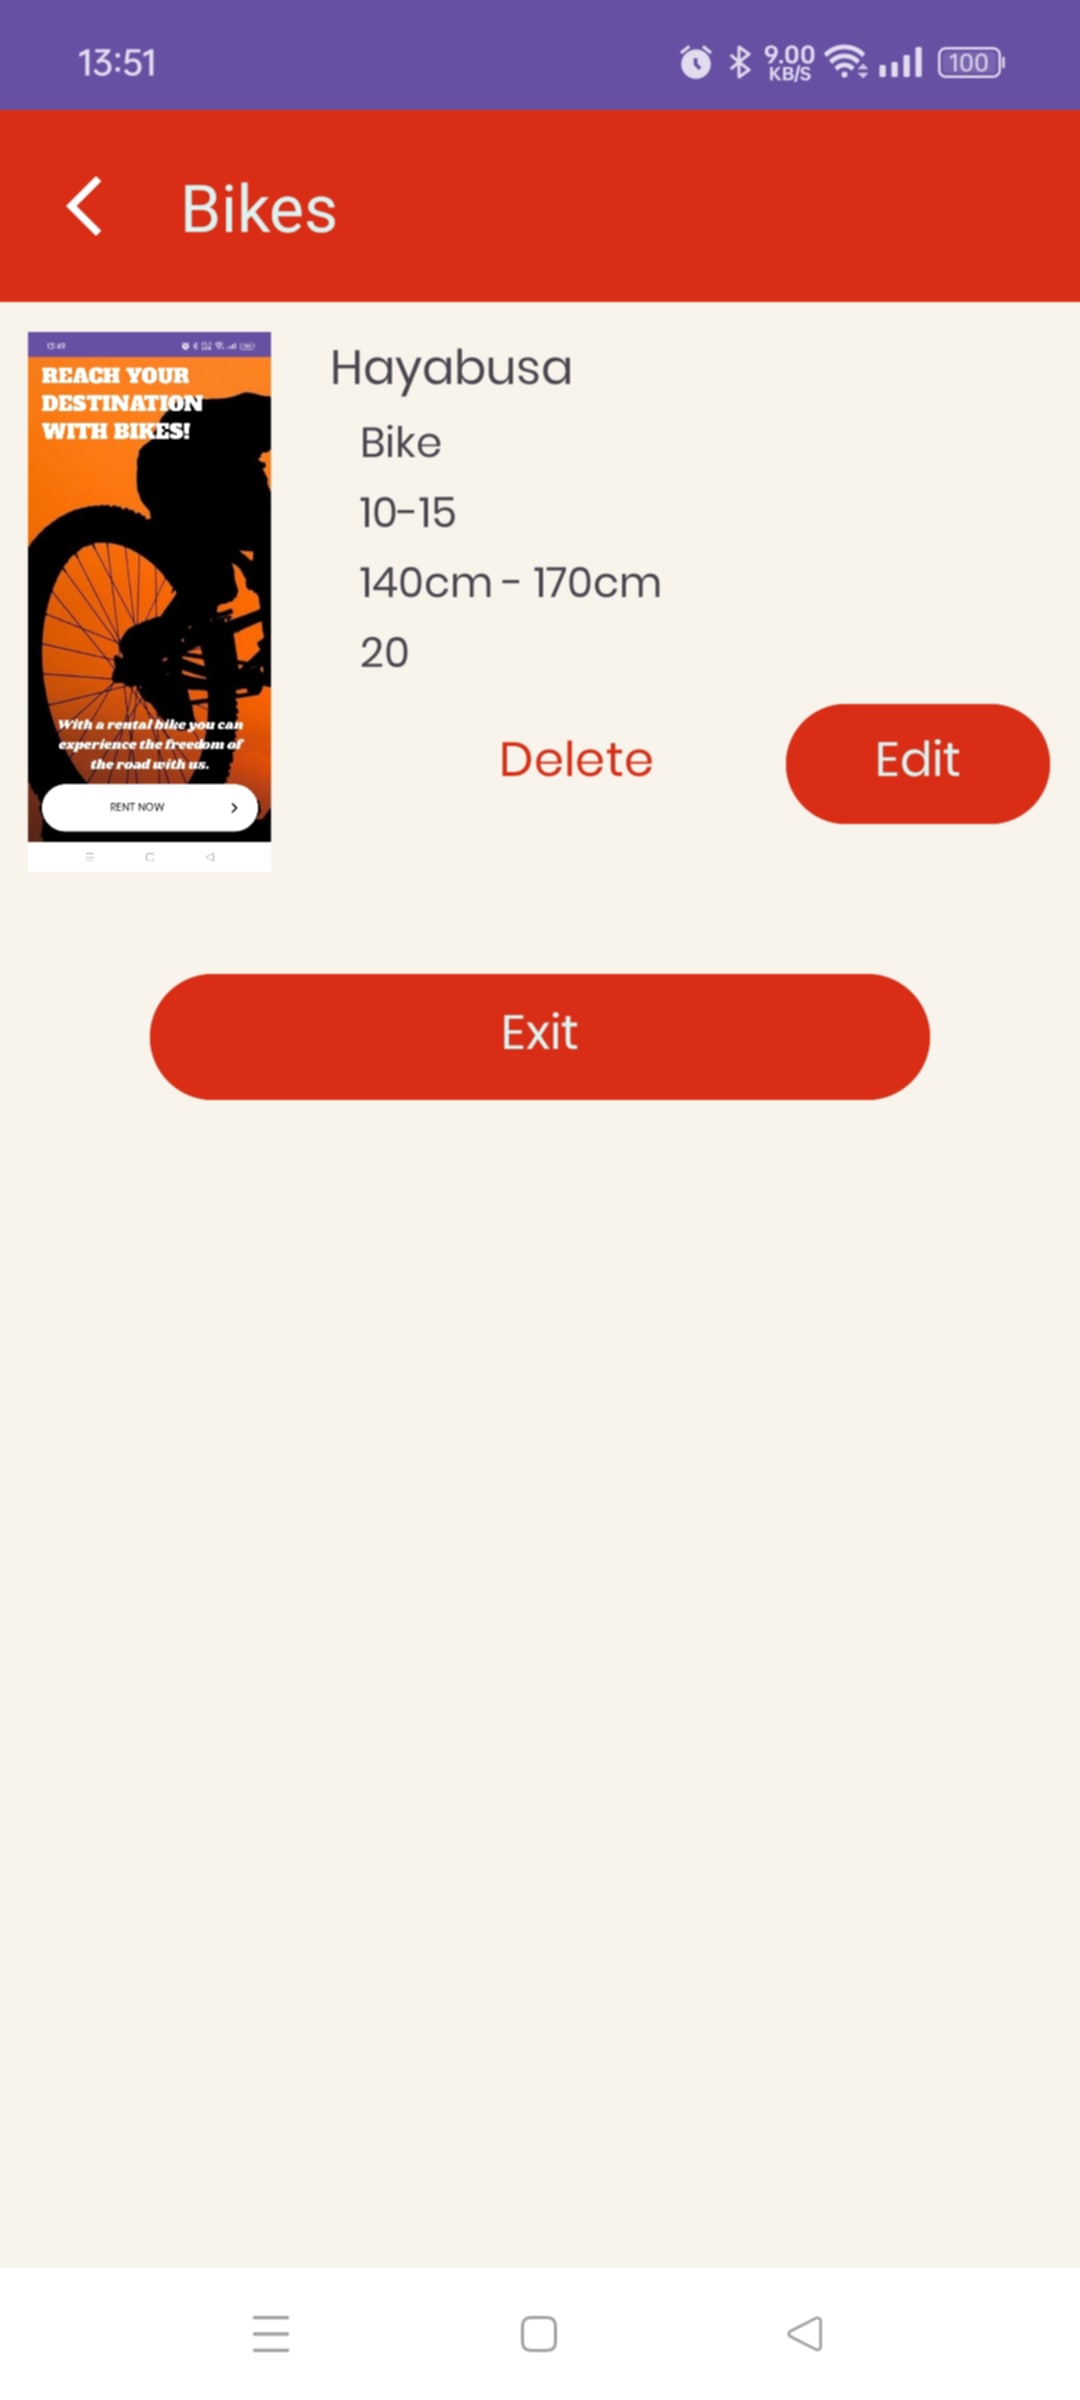 13:51
9.00
KB/S
100
Bikes
13:49
REACH YOUR
DESTINATION
WITH BIKES!
With a rental bike you can
experience the freedom of
the road with us.
RENT NOW
Hayabusa
Bike
10-15
140cm - 170cm
20
Delete
Edit
Exit